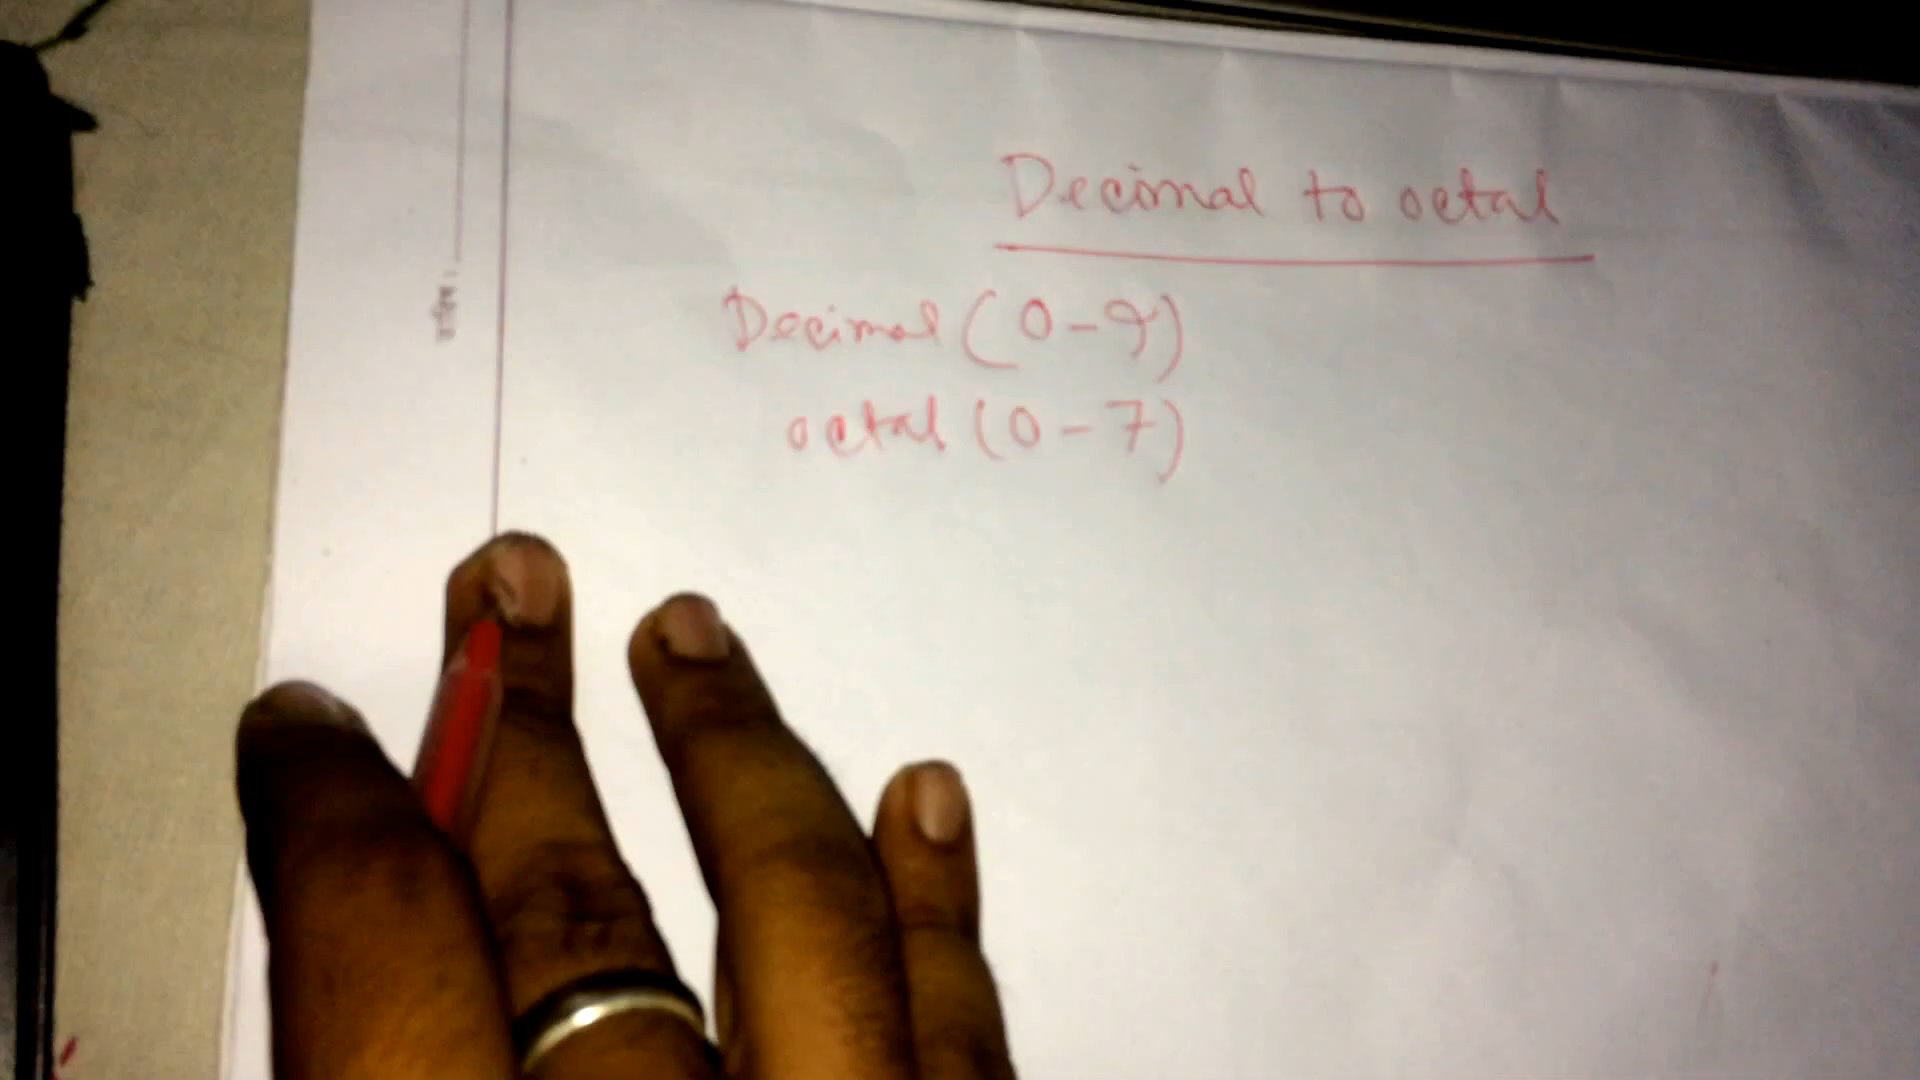 Decimal to octal
Decimal (0-9)
octal (0-7)